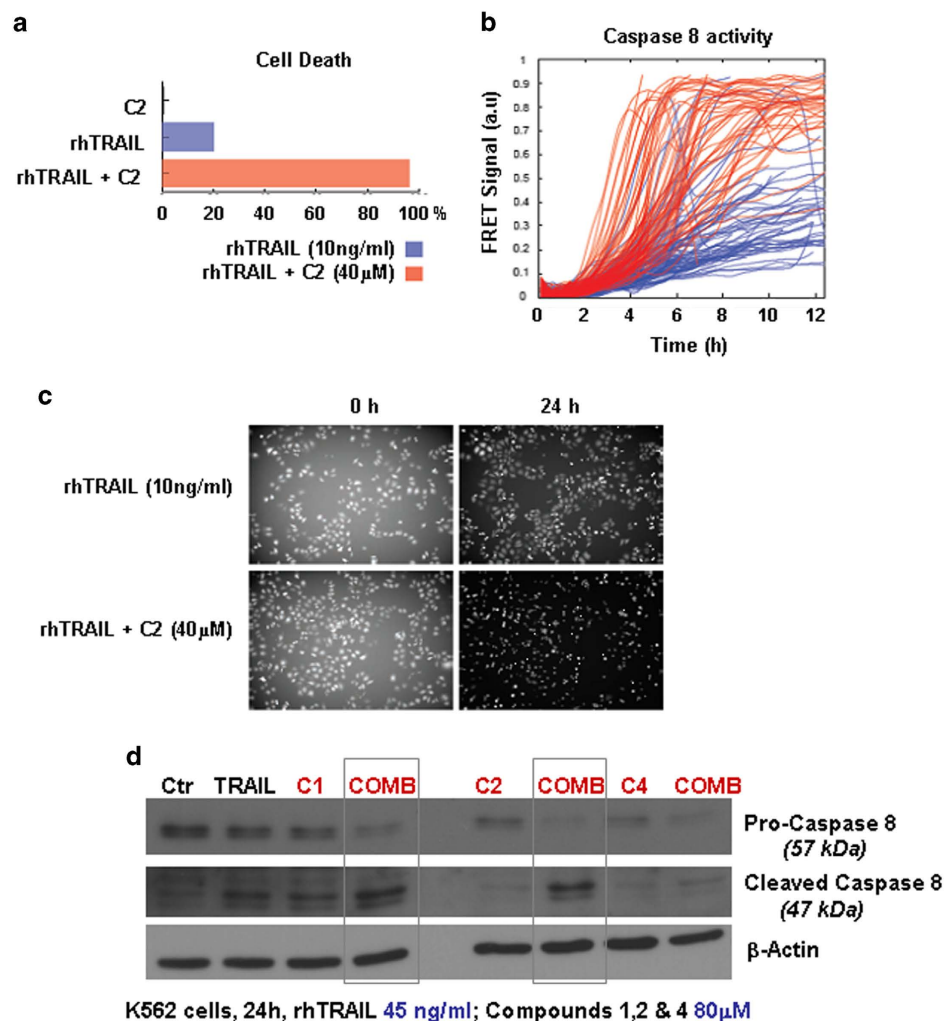 a
Cell Death
C2
rhTRAIL
rhTRAIL + C2
0 20 40 60 80 100 %
rhTRAIL (10ng/ml)
rhTRAIL + C2 (40µM)
b
Caspase 8 activity
FRET Signal (a.u)
1
0.9
0.8
0.7
0.6
0.5
0.4
0.3
0.2
0.1
0
0 2 4 6 8 10 12
Time (h)
c
0 h 24 h
rhTRAIL (10ng/ml)
rhTRAIL + C2 (40µM)
d
Ctr TRAIL C1 COMB C2 COMB C4 COMB
Pro-Caspase 8
(57 kDa)
Cleaved Caspase 8
(47 kDa)
β-Actin
K562 cells, 24h, rhTRAIL 45 ng/ml; Compounds 1,2 & 4 80µM